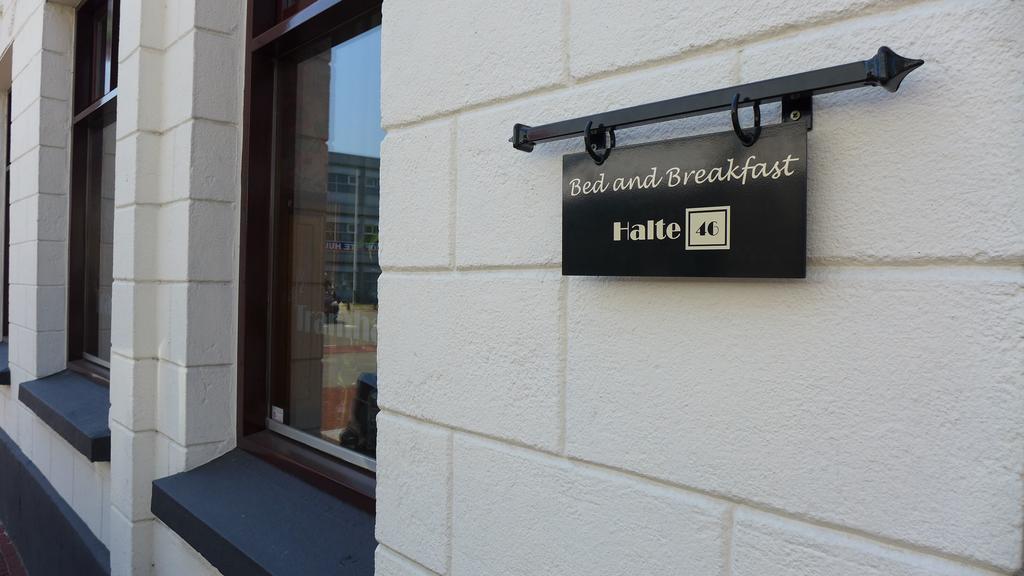 Bed and Breakfast
Halte 46